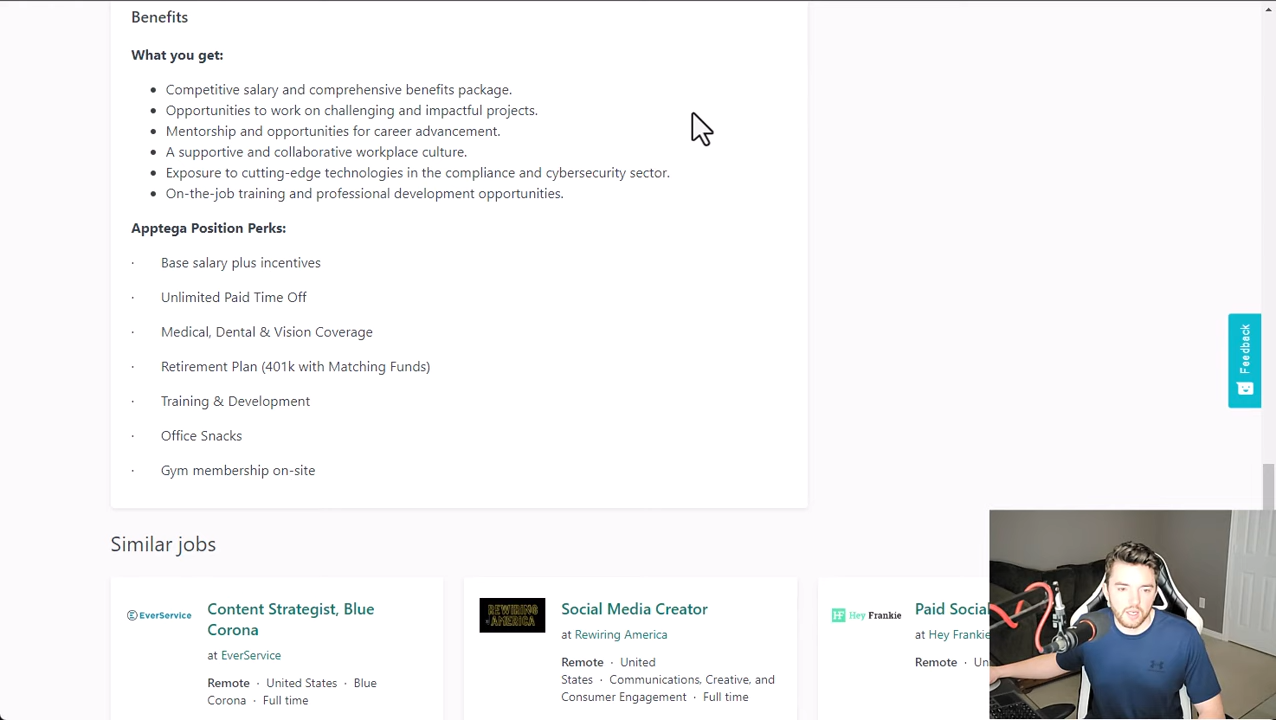 Benefits
What you get:
• Competitive salary and comprehensive benefits package.
• Opportunities to work on challenging and impactful projects.
• Mentorship and opportunities for career advancement.
• A supportive and collaborative workplace culture.
• Exposure to cutting-edge technologies in the compliance and cybersecurity sector.
• On-the-job training and professional development opportunities.
Apptega Position Perks:
· Base salary plus incentives
· Unlimited Paid Time Off
· Medical, Dental & Vision Coverage
· Retirement Plan (401k with Matching Funds)
· Training & Development
· Office Snacks
· Gym membership on-site
Feedback
Similar jobs
EverService
Content Strategist, Blue
Corona
at EverService
Remote · United States · Blue
Corona · Full time
REWIRING
AMERICA
Social Media Creator
at Rewiring America
Remote · United
States · Communications, Creative, and
Consumer Engagement · Full time
HF Hey Frankie
Paid Socia
at Hey Frankie
Remote · Un